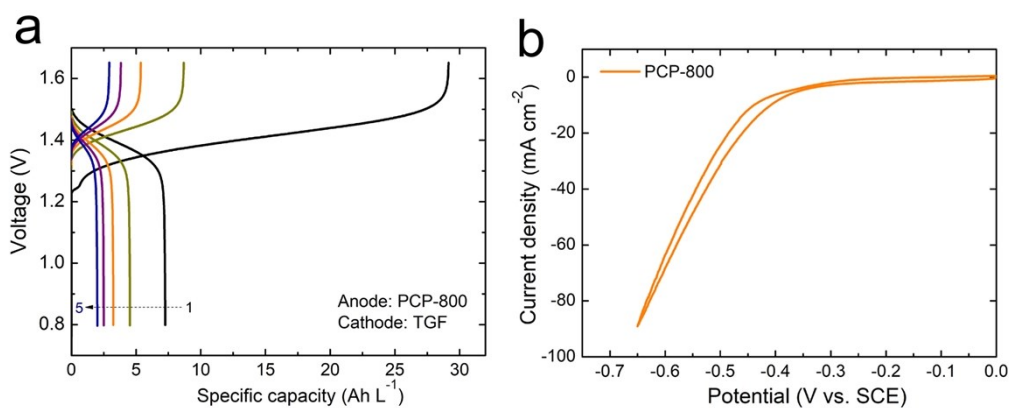 a
1.6
1.4
1.2
1.0
0.8
Voltage (V)
5
1
Anode: PCP-800
Cathode: TGF
0 5 10 15 20 25 30
Specific capacity (Ah L⁻¹)
b
PCP-800
0
-20
-40
-60
-80
-100
Current density (mA cm⁻²)
-0.7 -0.6 -0.5 -0.4 -0.3 -0.2 -0.1 0.0
Potential (V vs. SCE)